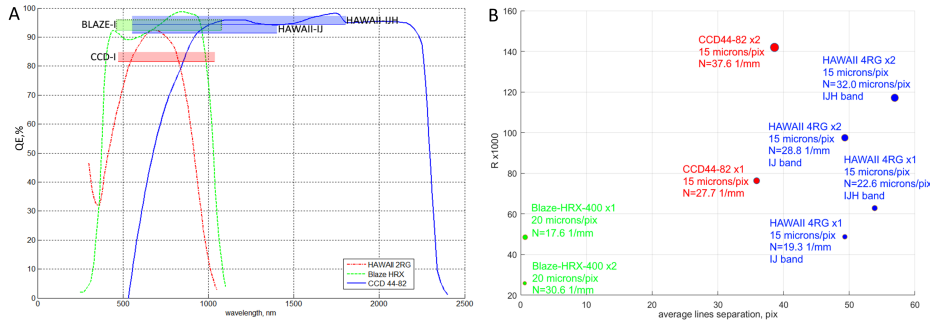 A
100
90
80
70
60
50
40
30
20
10
0
QE,%
0
500
1000
1500
2000
2500
wavelength, nm
BLAZE-I
CCD-I
HAWAII-IJH
HAWAII-IJ
HAWAII 2RG
Blaze HRX
CCD 44-82
B
140
120
100
80
60
40
20
R x1000
0
10
20
30
40
50
60
average lines separation, pix
CCD44-82 x2
15 microns/pix
N=37.6 1/mm
HAWAII 4RG x2
15 microns/pix
N=32.0 1/mm
IJH band
HAWAII 4RG x2
15 microns/pix
N=28.8 1/mm
IJ band
CCD44-82 x1
15 microns/pix
N=27.7 1/mm
HAWAII 4RG x1
15 microns/pix
N=22.6 microns/pix
IJH band
Blaze-HRX-400 x1
20 microns/pix
N=17.6 1/mm
HAWAII 4RG x1
15 microns/pix
N=19.3 1/mm
IJ band
Blaze-HRX-400 x2
20 microns/pix
N=30.6 1/mm